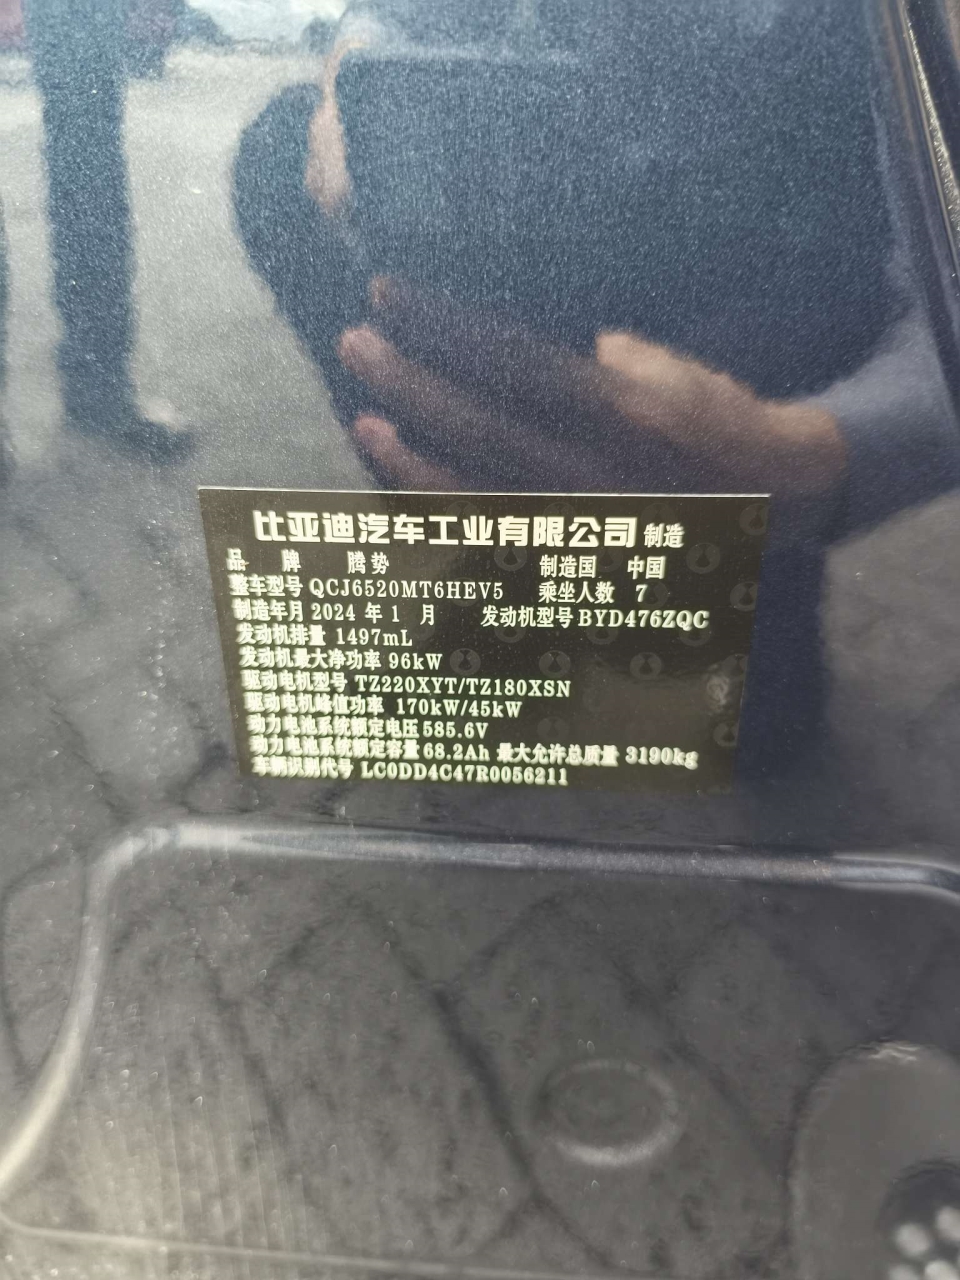 比亚迪汽车工业有限公司 制造
品 牌 腾势 制造国 中国
整车型号 QCJ6520MT6HEV5 乘坐人数 7
制造年月 2024 年 1 月 发动机型号 BYD476ZQC
发动机排量 1497mL
发动机最大净功率 96kW
驱动电机型号 TZ220XYT/TZ180XSN
驱动电机峰值功率 170kW/45kW
动力电池系统额定电压 585.6V
动力电池系统额定容量 68.2Ah 最大允许总质量 3190kg
车辆识别代号 LC0DD4C47R0056211